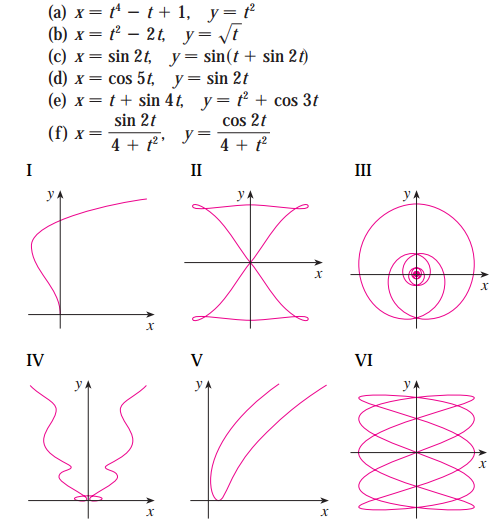 (a) x = t⁴ − t + 1, y = t²
(b) x = t² − 2t, y = √t
(c) x = sin 2t, y = sin(t + sin 2t)
(d) x = cos 5t, y = sin 2t
(e) x = t + sin 4t, y = t² + cos 3t
(f) x = sin 2t / 4 + t², y = cos 2t / 4 + t²
I II III
y y y
x x x
IV V VI
y y y
x x x